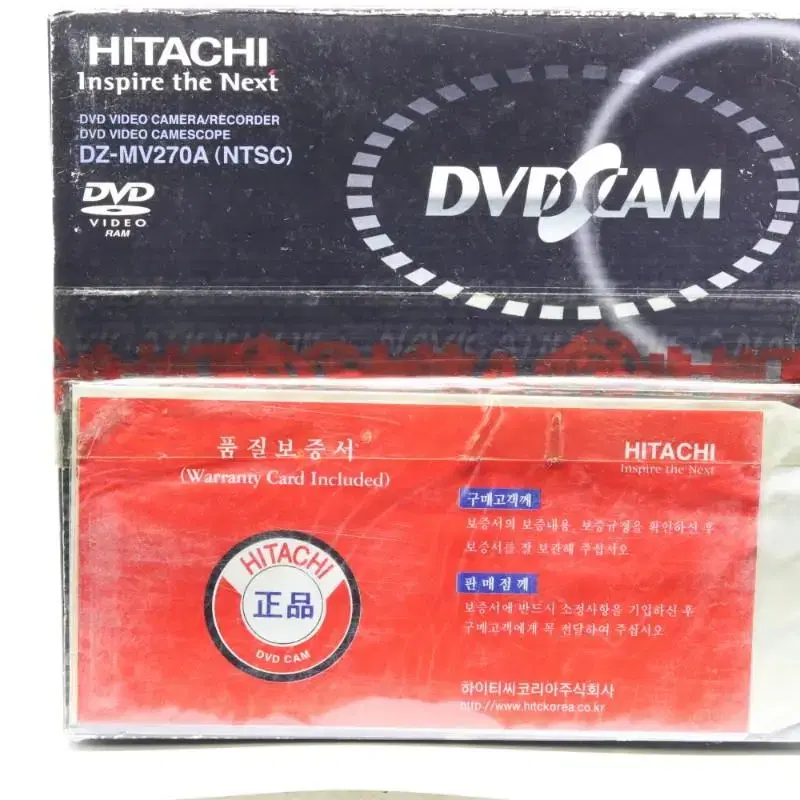 HITACHI
Inspire the Next
DVD VIDEO CAMERA/RECORDER
DVD VIDEO CAMESCOPE
DZ-MV270A (NTSC)
DVD
VIDEO
RAM
DVD CAM
품질보증서
(Warranty Card Included)
HITACHI
正品
DVD CAM
HITACHI
Inspire the Next
구매고객께
보증서의 보증내용, 보증규정을 확인하신 후
보증서를 잘 보관해 주십시오
판매점께
보증서에 반드시 소정사항을 기입하신 후
구매고객에게 꼭 전달하여 주십시오
하이티씨코리아주식회사
http://www.hitckorea.co.kr